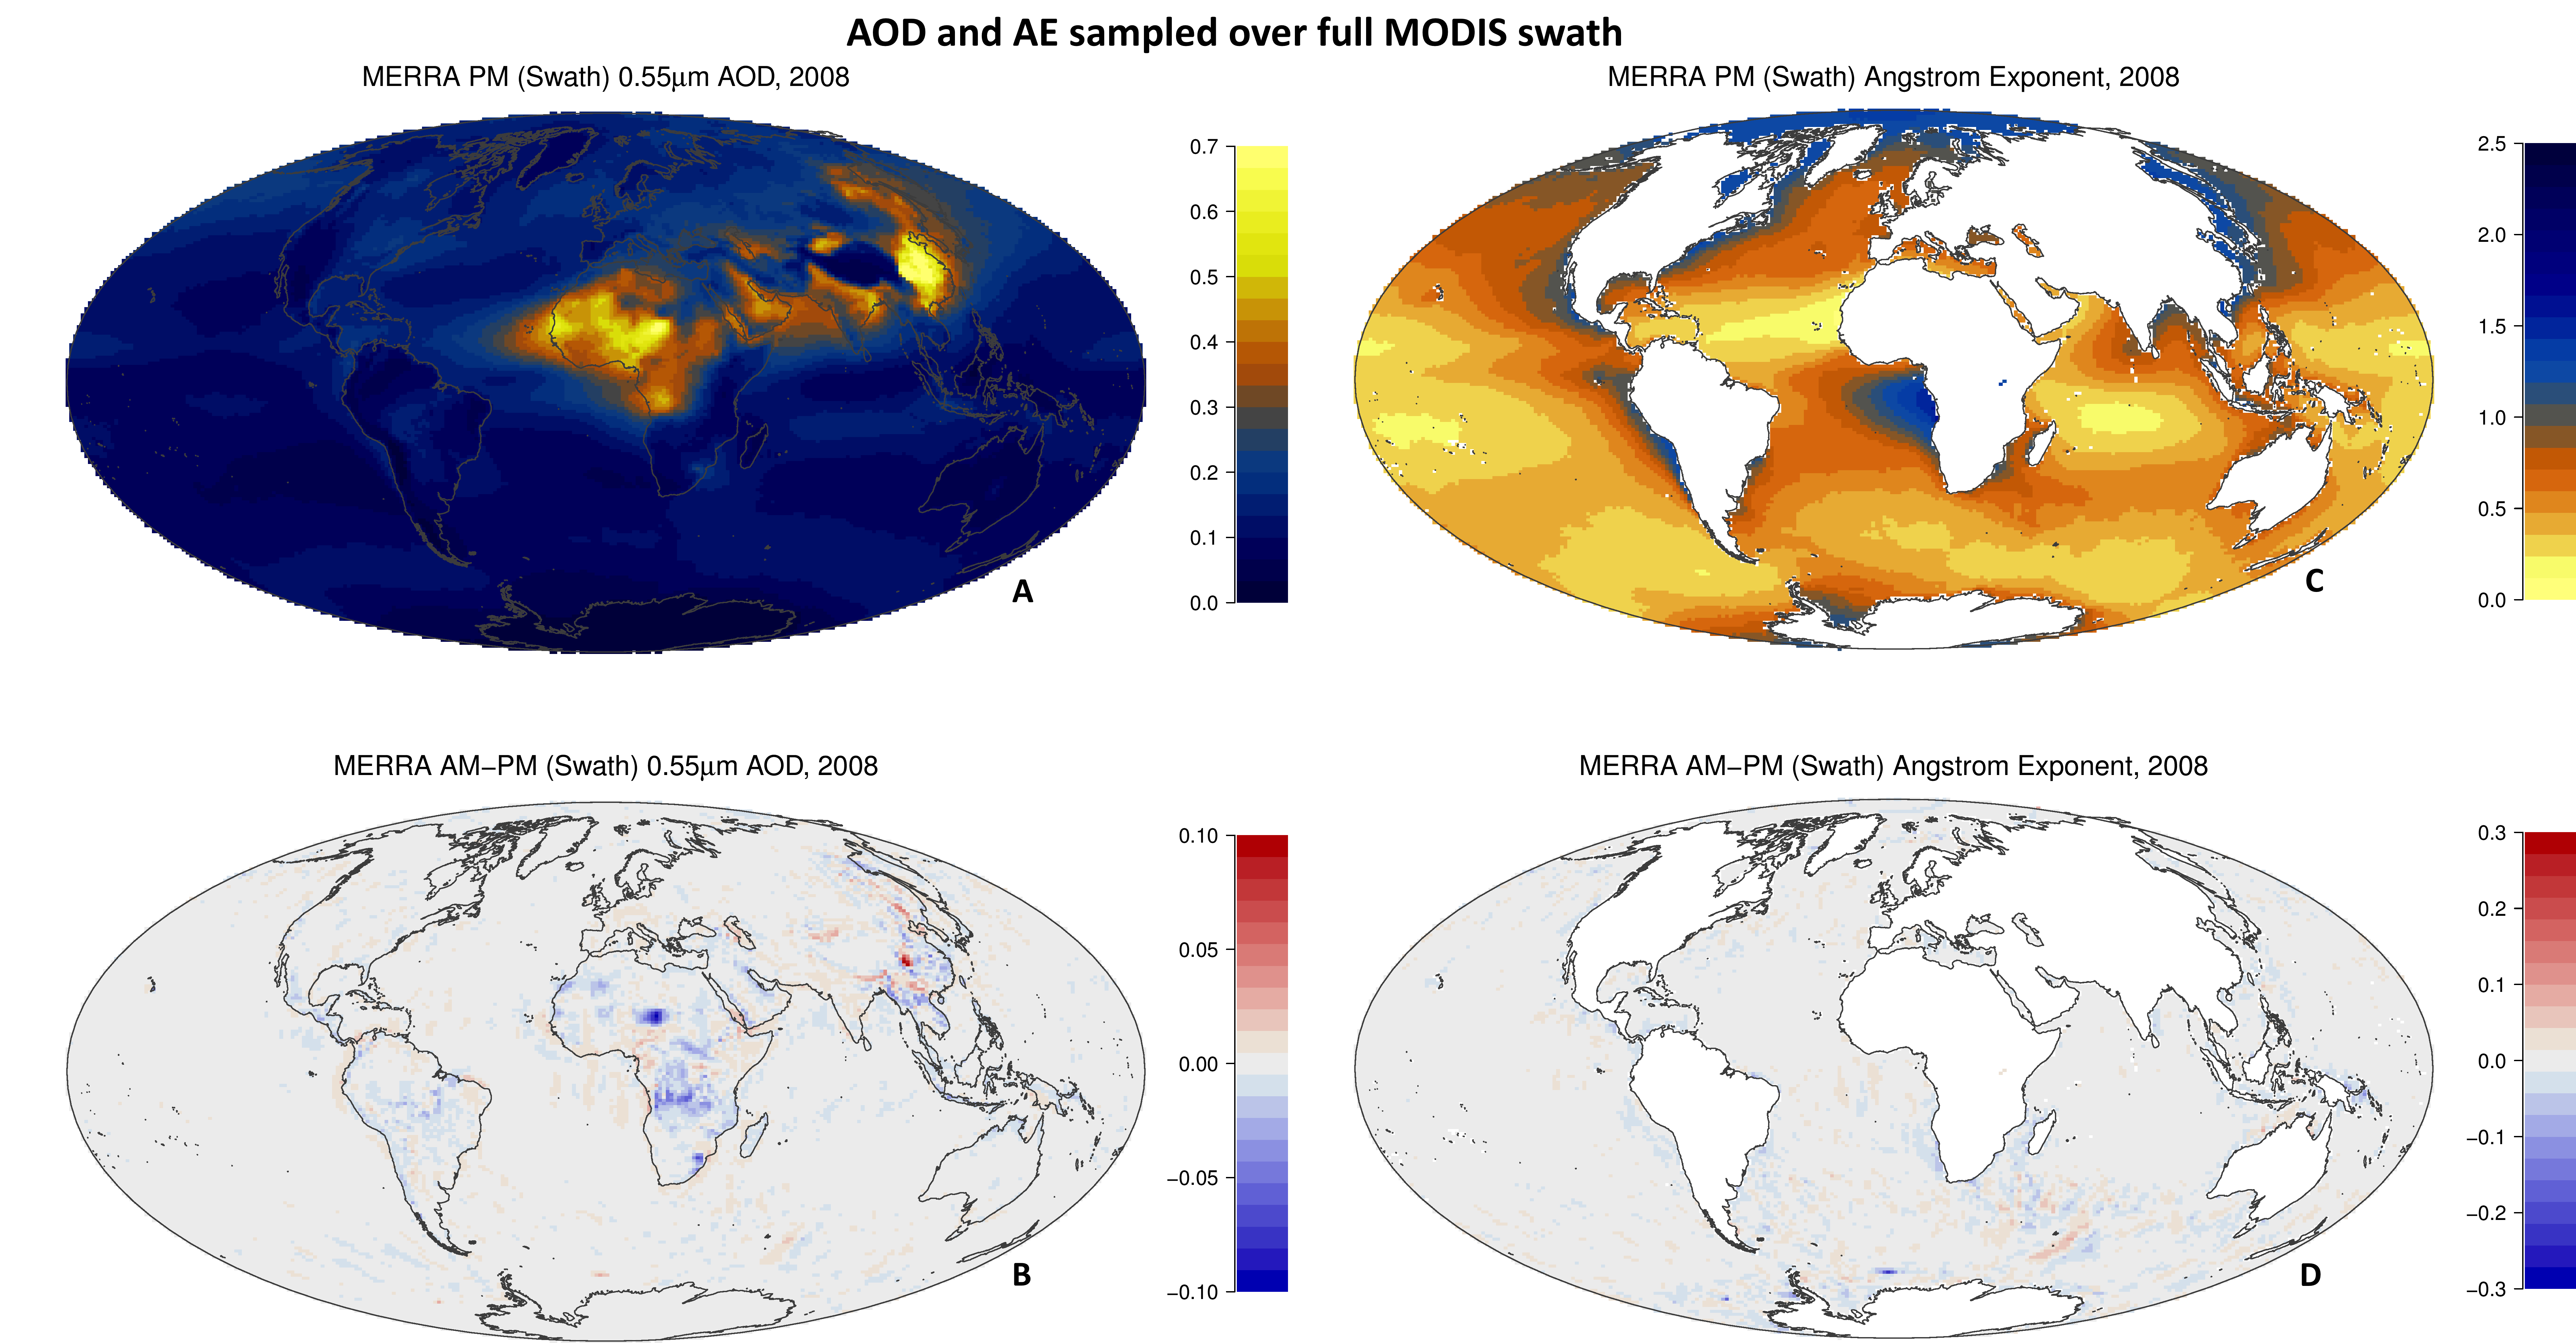 AOD and AE sampled over full MODIS swath
MERRA PM (Swath) 0.55μm AOD, 2008
0.7
0.6
0.5
0.4
0.3
0.2
0.1
0.0
A
MERRA PM (Swath) Angstrom Exponent, 2008
2.5
2.0
1.5
1.0
0.5
0.0
C
MERRA AM−PM (Swath) 0.55μm AOD, 2008
0.10
0.05
0.00
−0.05
−0.10
B
MERRA AM−PM (Swath) Angstrom Exponent, 2008
0.3
0.2
0.1
0.0
−0.1
−0.2
−0.3
D